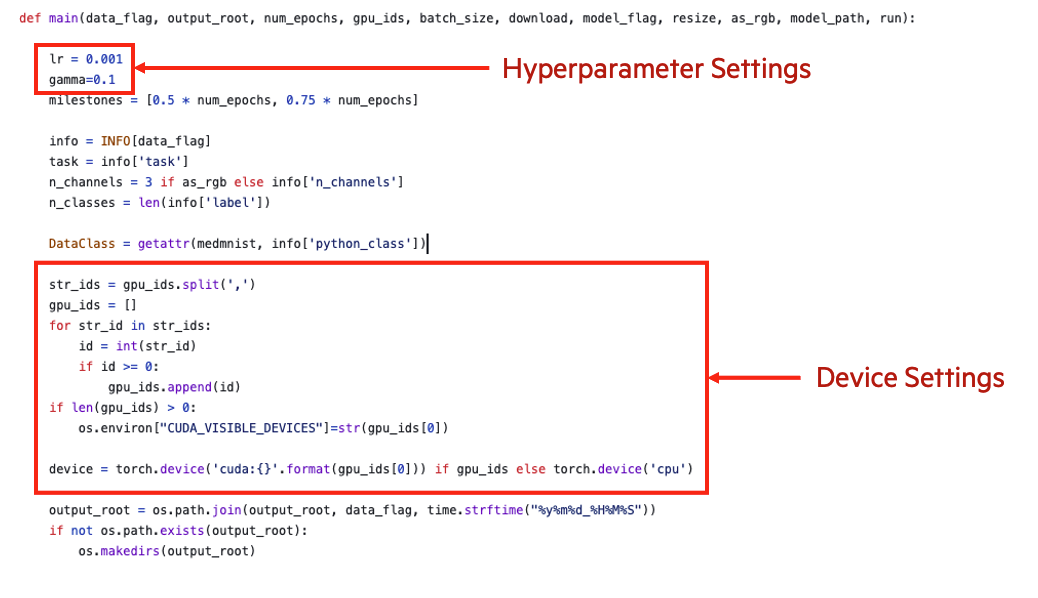 def main(data_flag, output_root, num_epochs, gpu_ids, batch_size, download, model_flag, resize, as_rgb, model_path, run):
lr = 0.001
gamma=0.1
Hyperparameter Settings
milestones = [0.5 * num_epochs, 0.75 * num_epochs]
info = INFO[data_flag]
task = info['task']
n_channels = 3 if as_rgb else info['n_channels']
n_classes = len(info['label'])
DataClass = getattr(medmnist, info['python_class'])
str_ids = gpu_ids.split(',')
gpu_ids = []
for str_id in str_ids:
id = int(str_id)
if id >= 0:
gpu_ids.append(id)
if len(gpu_ids) > 0:
os.environ["CUDA_VISIBLE_DEVICES"]=str(gpu_ids[0])
device = torch.device('cuda:{}'.format(gpu_ids[0])) if gpu_ids else torch.device('cpu')
Device Settings
output_root = os.path.join(output_root, data_flag, time.strftime("%y%m%d_%H%M%S"))
if not os.path.exists(output_root):
os.makedirs(output_root)